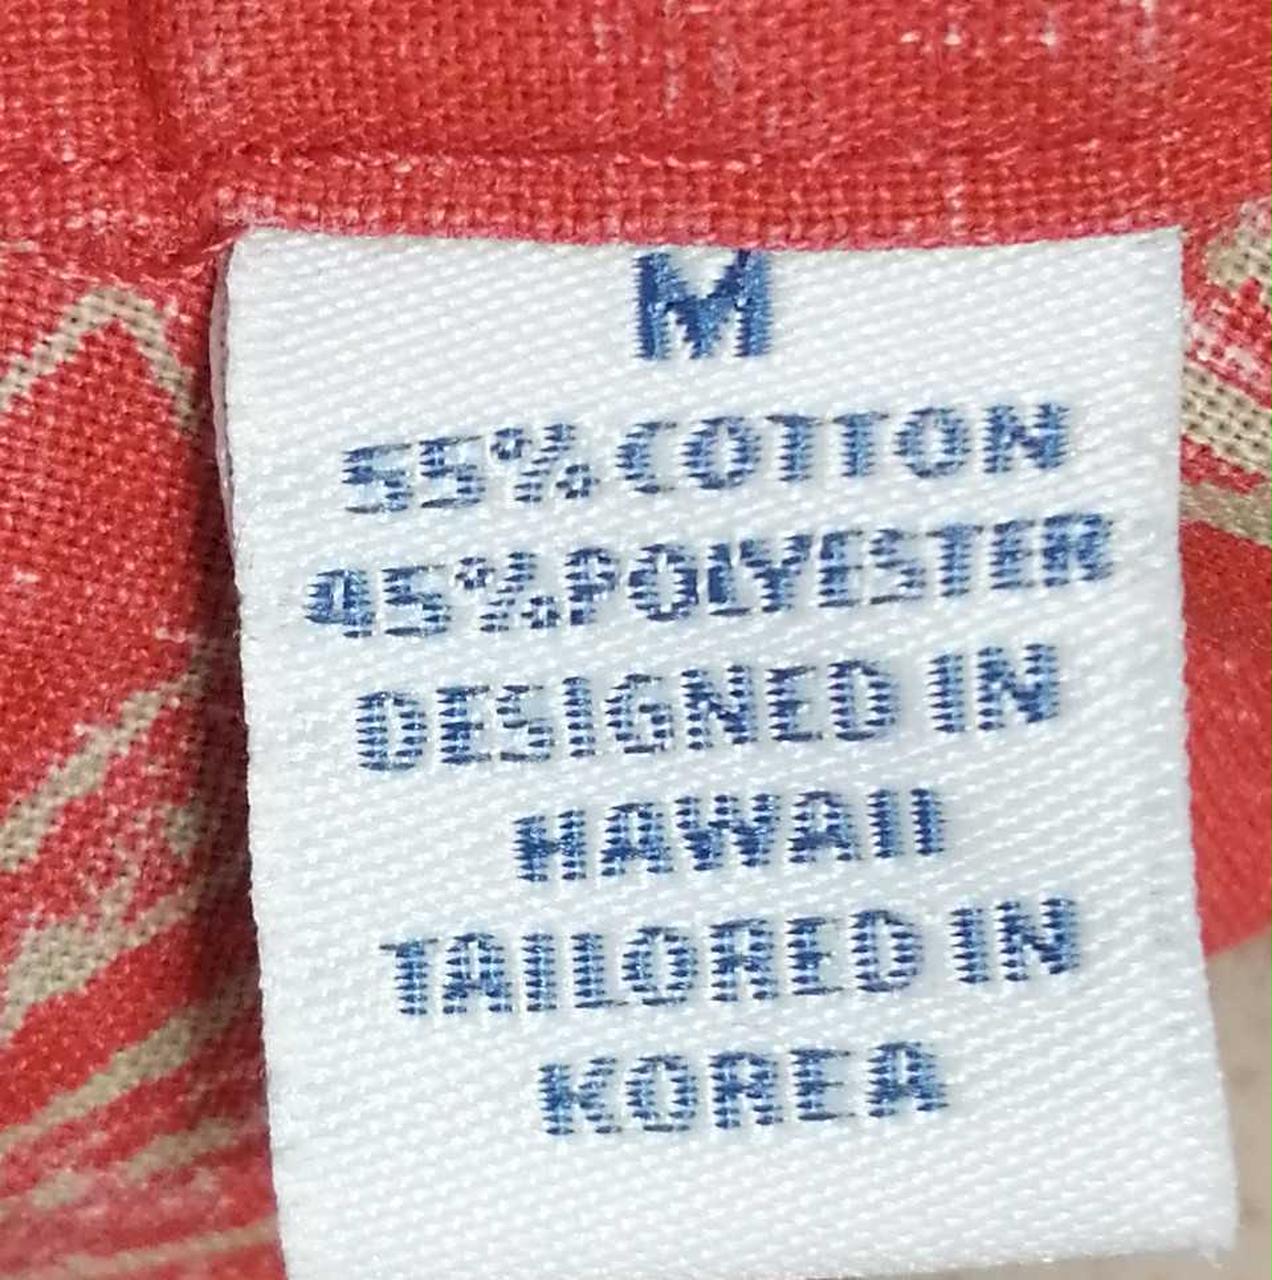 M
55% COTTON
45% POLYESTER
DESIGNED IN
HAWAII
TAILORED IN
KOREA